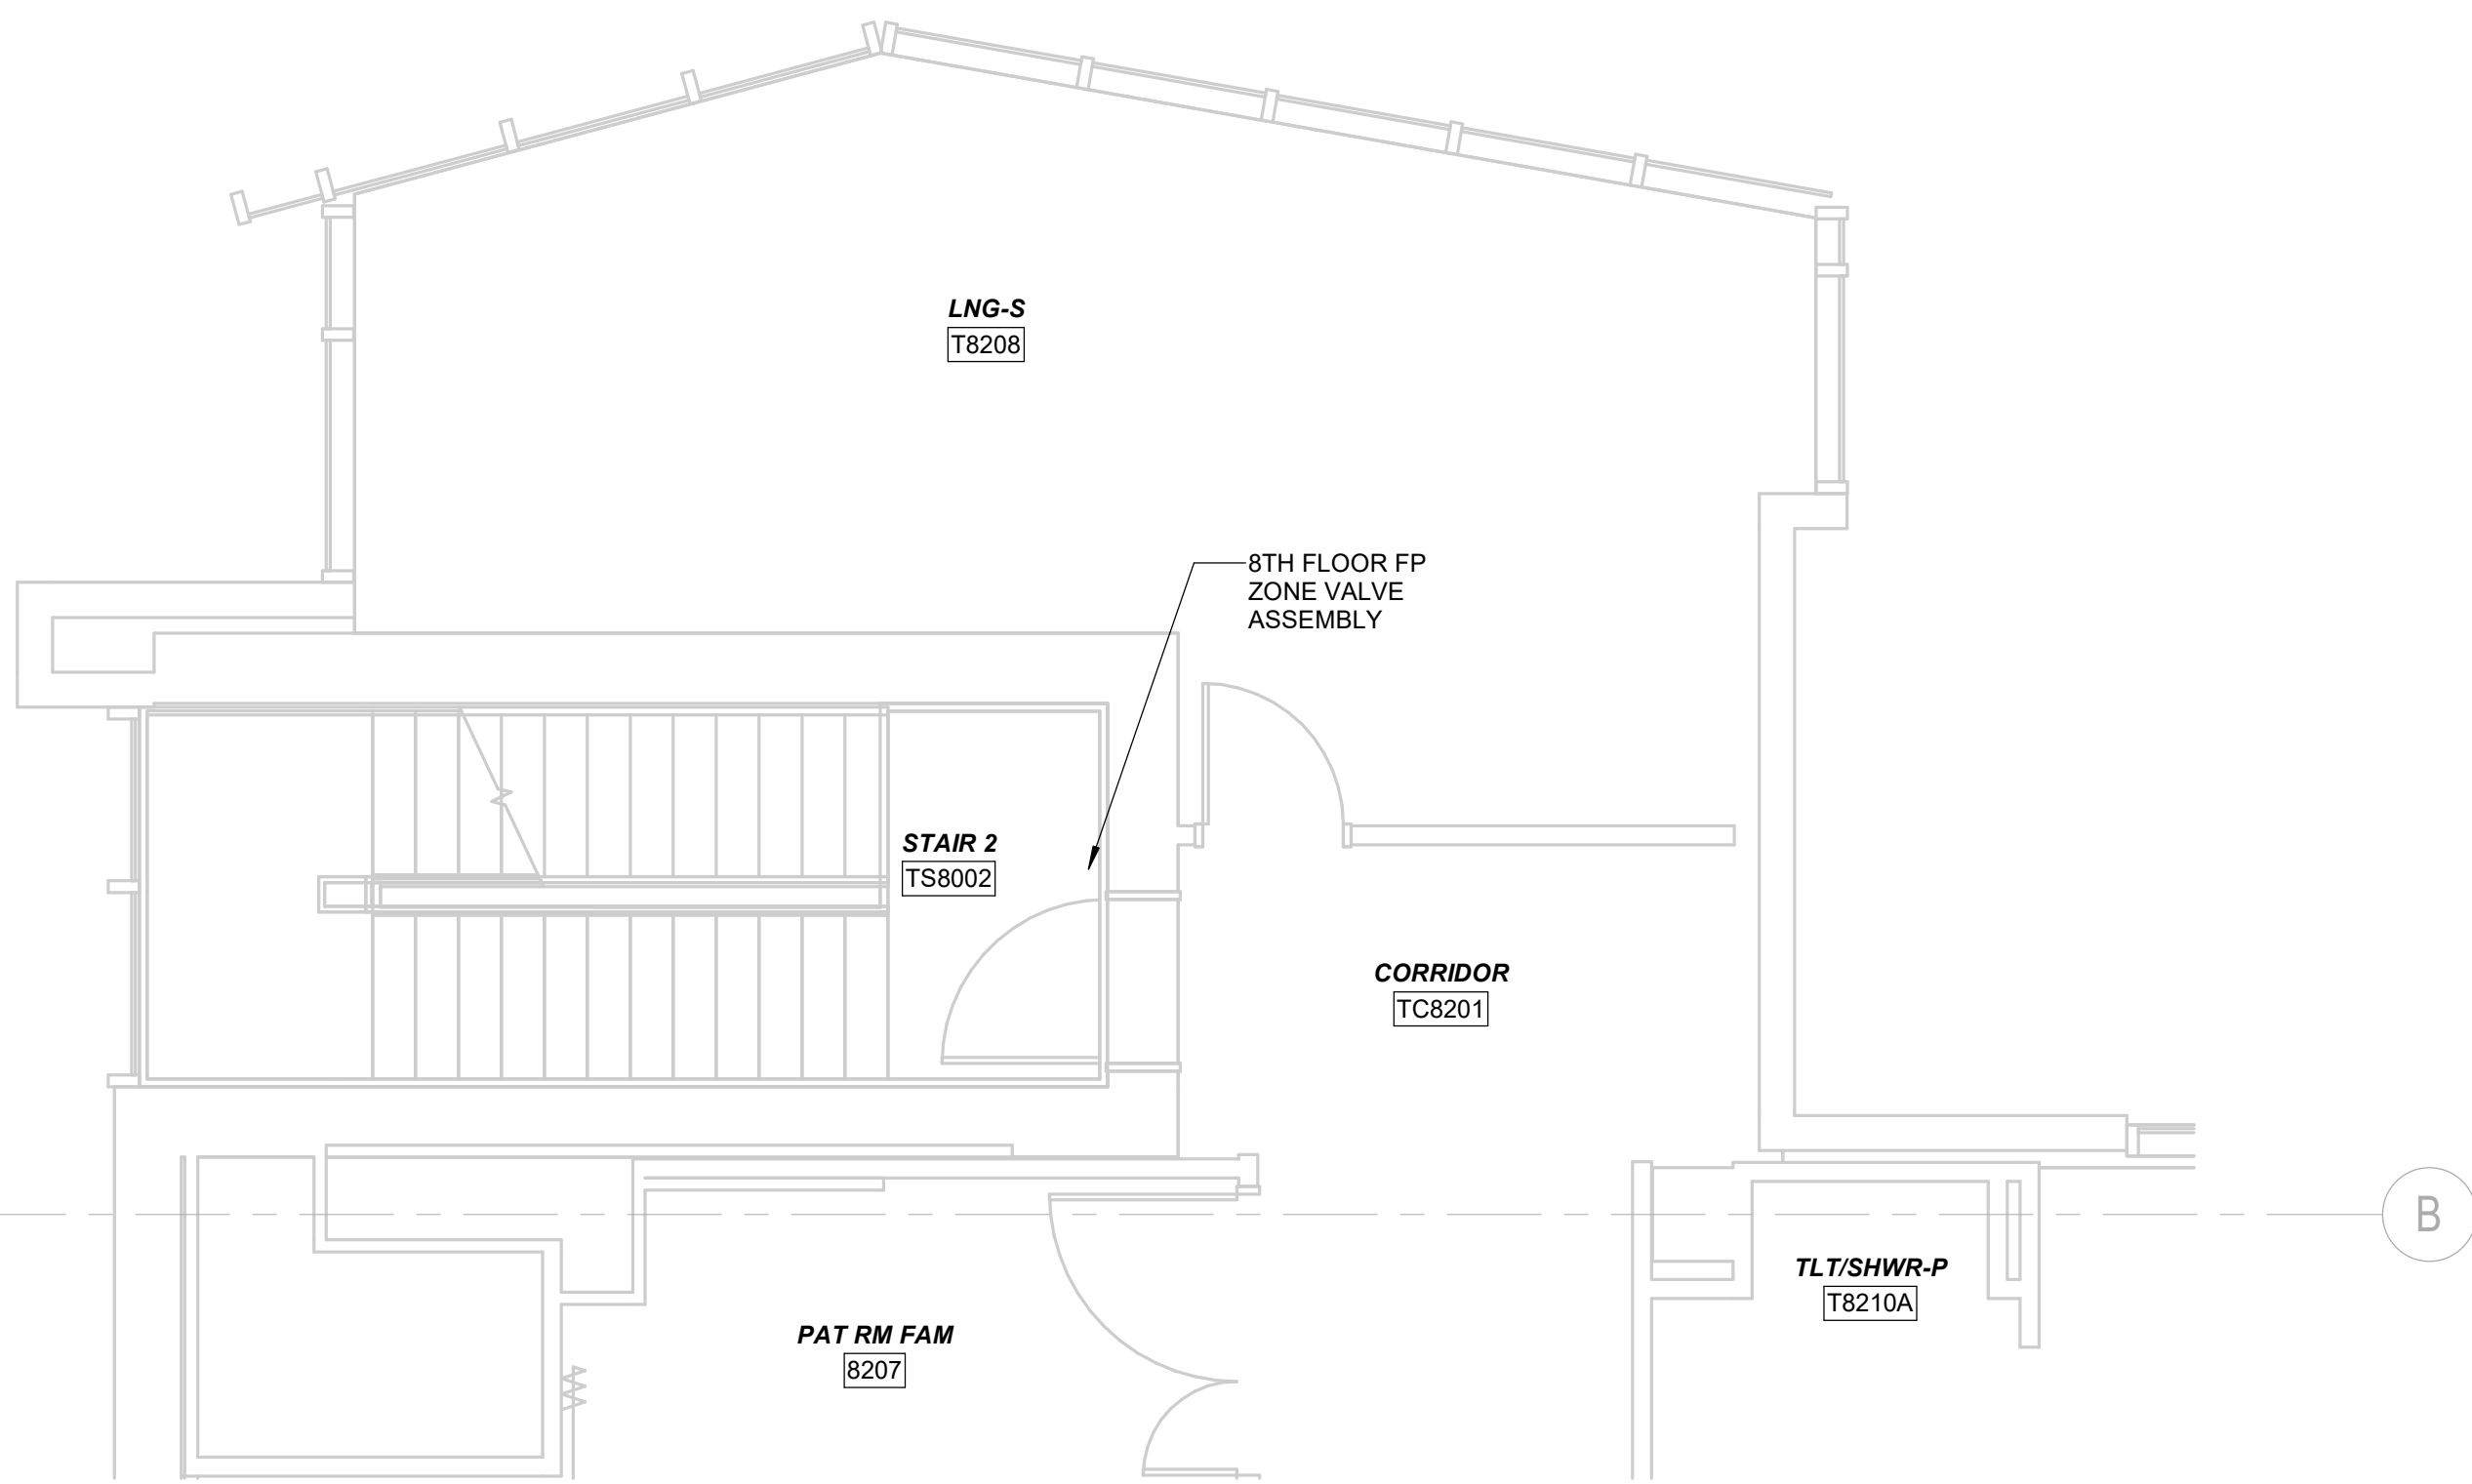 LNG-S
T8208
8TH FLOOR FP
ZONE VALVE
ASSEMBLY
STAIR 2
TS8002
CORRIDOR
TC8201
B
TLT/SHWR-P
T8210A
PAT RM FAM
8207